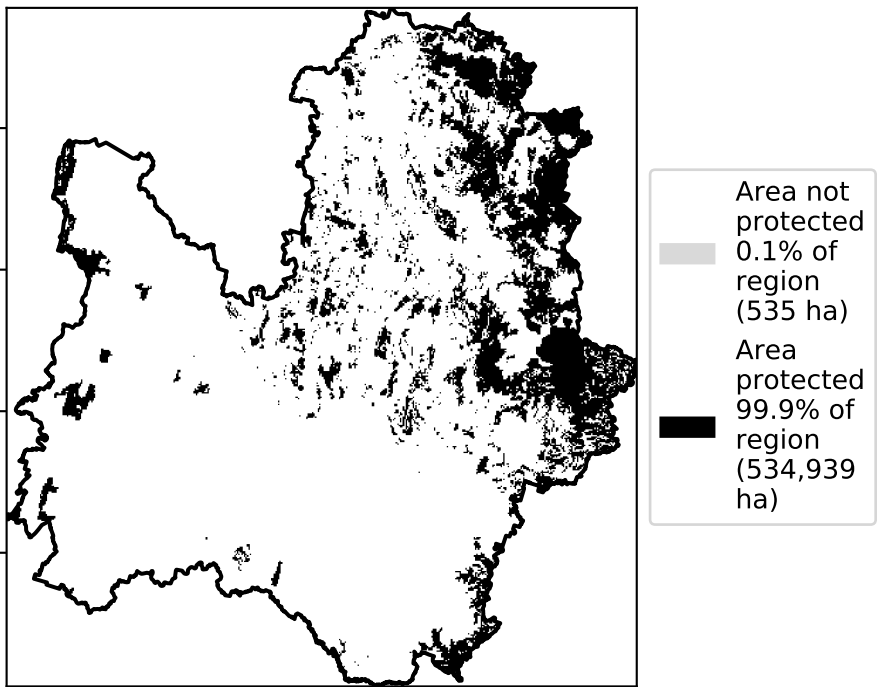 Area not
protected
0.1% of
region
(535 ha)
Area
protected
99.9% of
region
(534,939
ha)